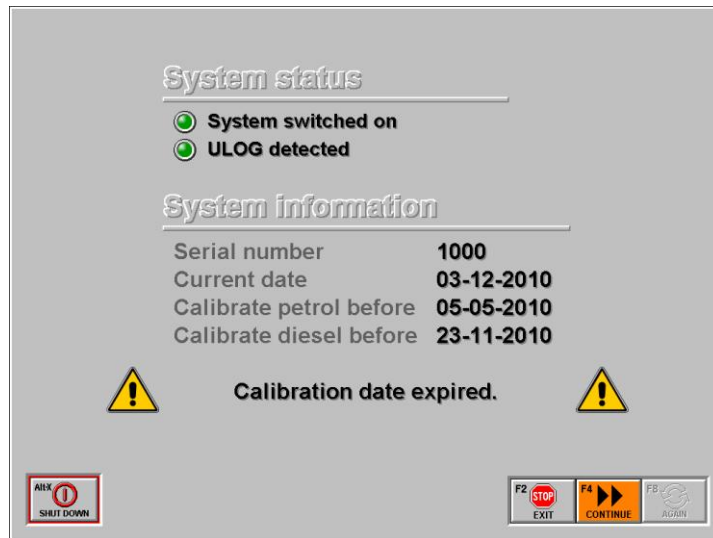 System status
System switched on
ULOG detected
System information
Serial number 1000
Current date 03-12-2010
Calibrate petrol before 05-05-2010
Calibrate diesel before 23-11-2010
Calibration date expired.
Alt-X
SHUT DOWN
F2
STOP
EXIT
F4
CONTINUE
F8
AGAIN